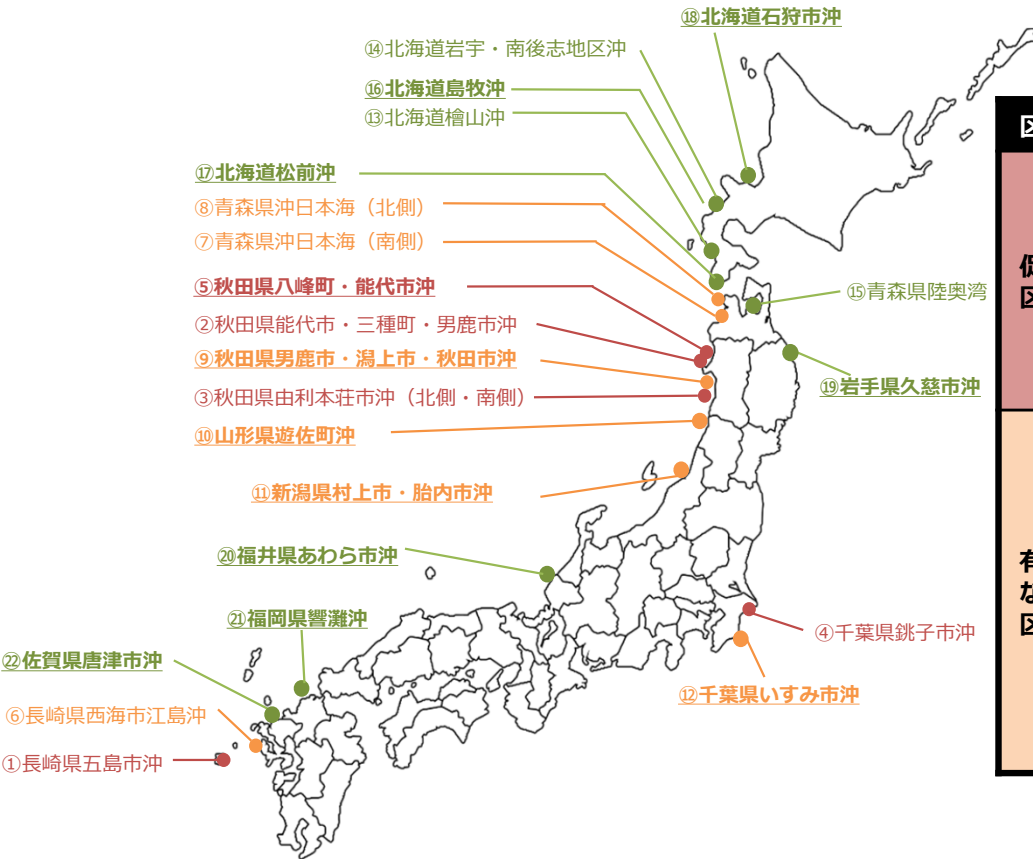 ⑱北海道石狩市沖
⑭北海道岩宇・南後志地区沖
⑯北海道島牧沖
⑬北海道檜山沖
⑰北海道松前沖
⑧青森県沖日本海（北側）
⑦青森県沖日本海（南側）
⑤秋田県八峰町・能代市沖
⑮青森県陸奥湾
②秋田県能代市・三種町・男鹿市沖
⑨秋田県男鹿市・潟上市・秋田市沖
⑲岩手県久慈市沖
③秋田県由利本荘市沖（北側・南側）
⑩山形県遊佐町沖
⑪新潟県村上市・胎内市沖
⑳福井県あわら市沖
㉑福岡県響灘沖
④千葉県銚子市沖
㉒佐賀県唐津市沖
⑫千葉県いすみ市沖
⑥長崎県西海市江島沖
①長崎県五島市沖
区
区
有
な
区